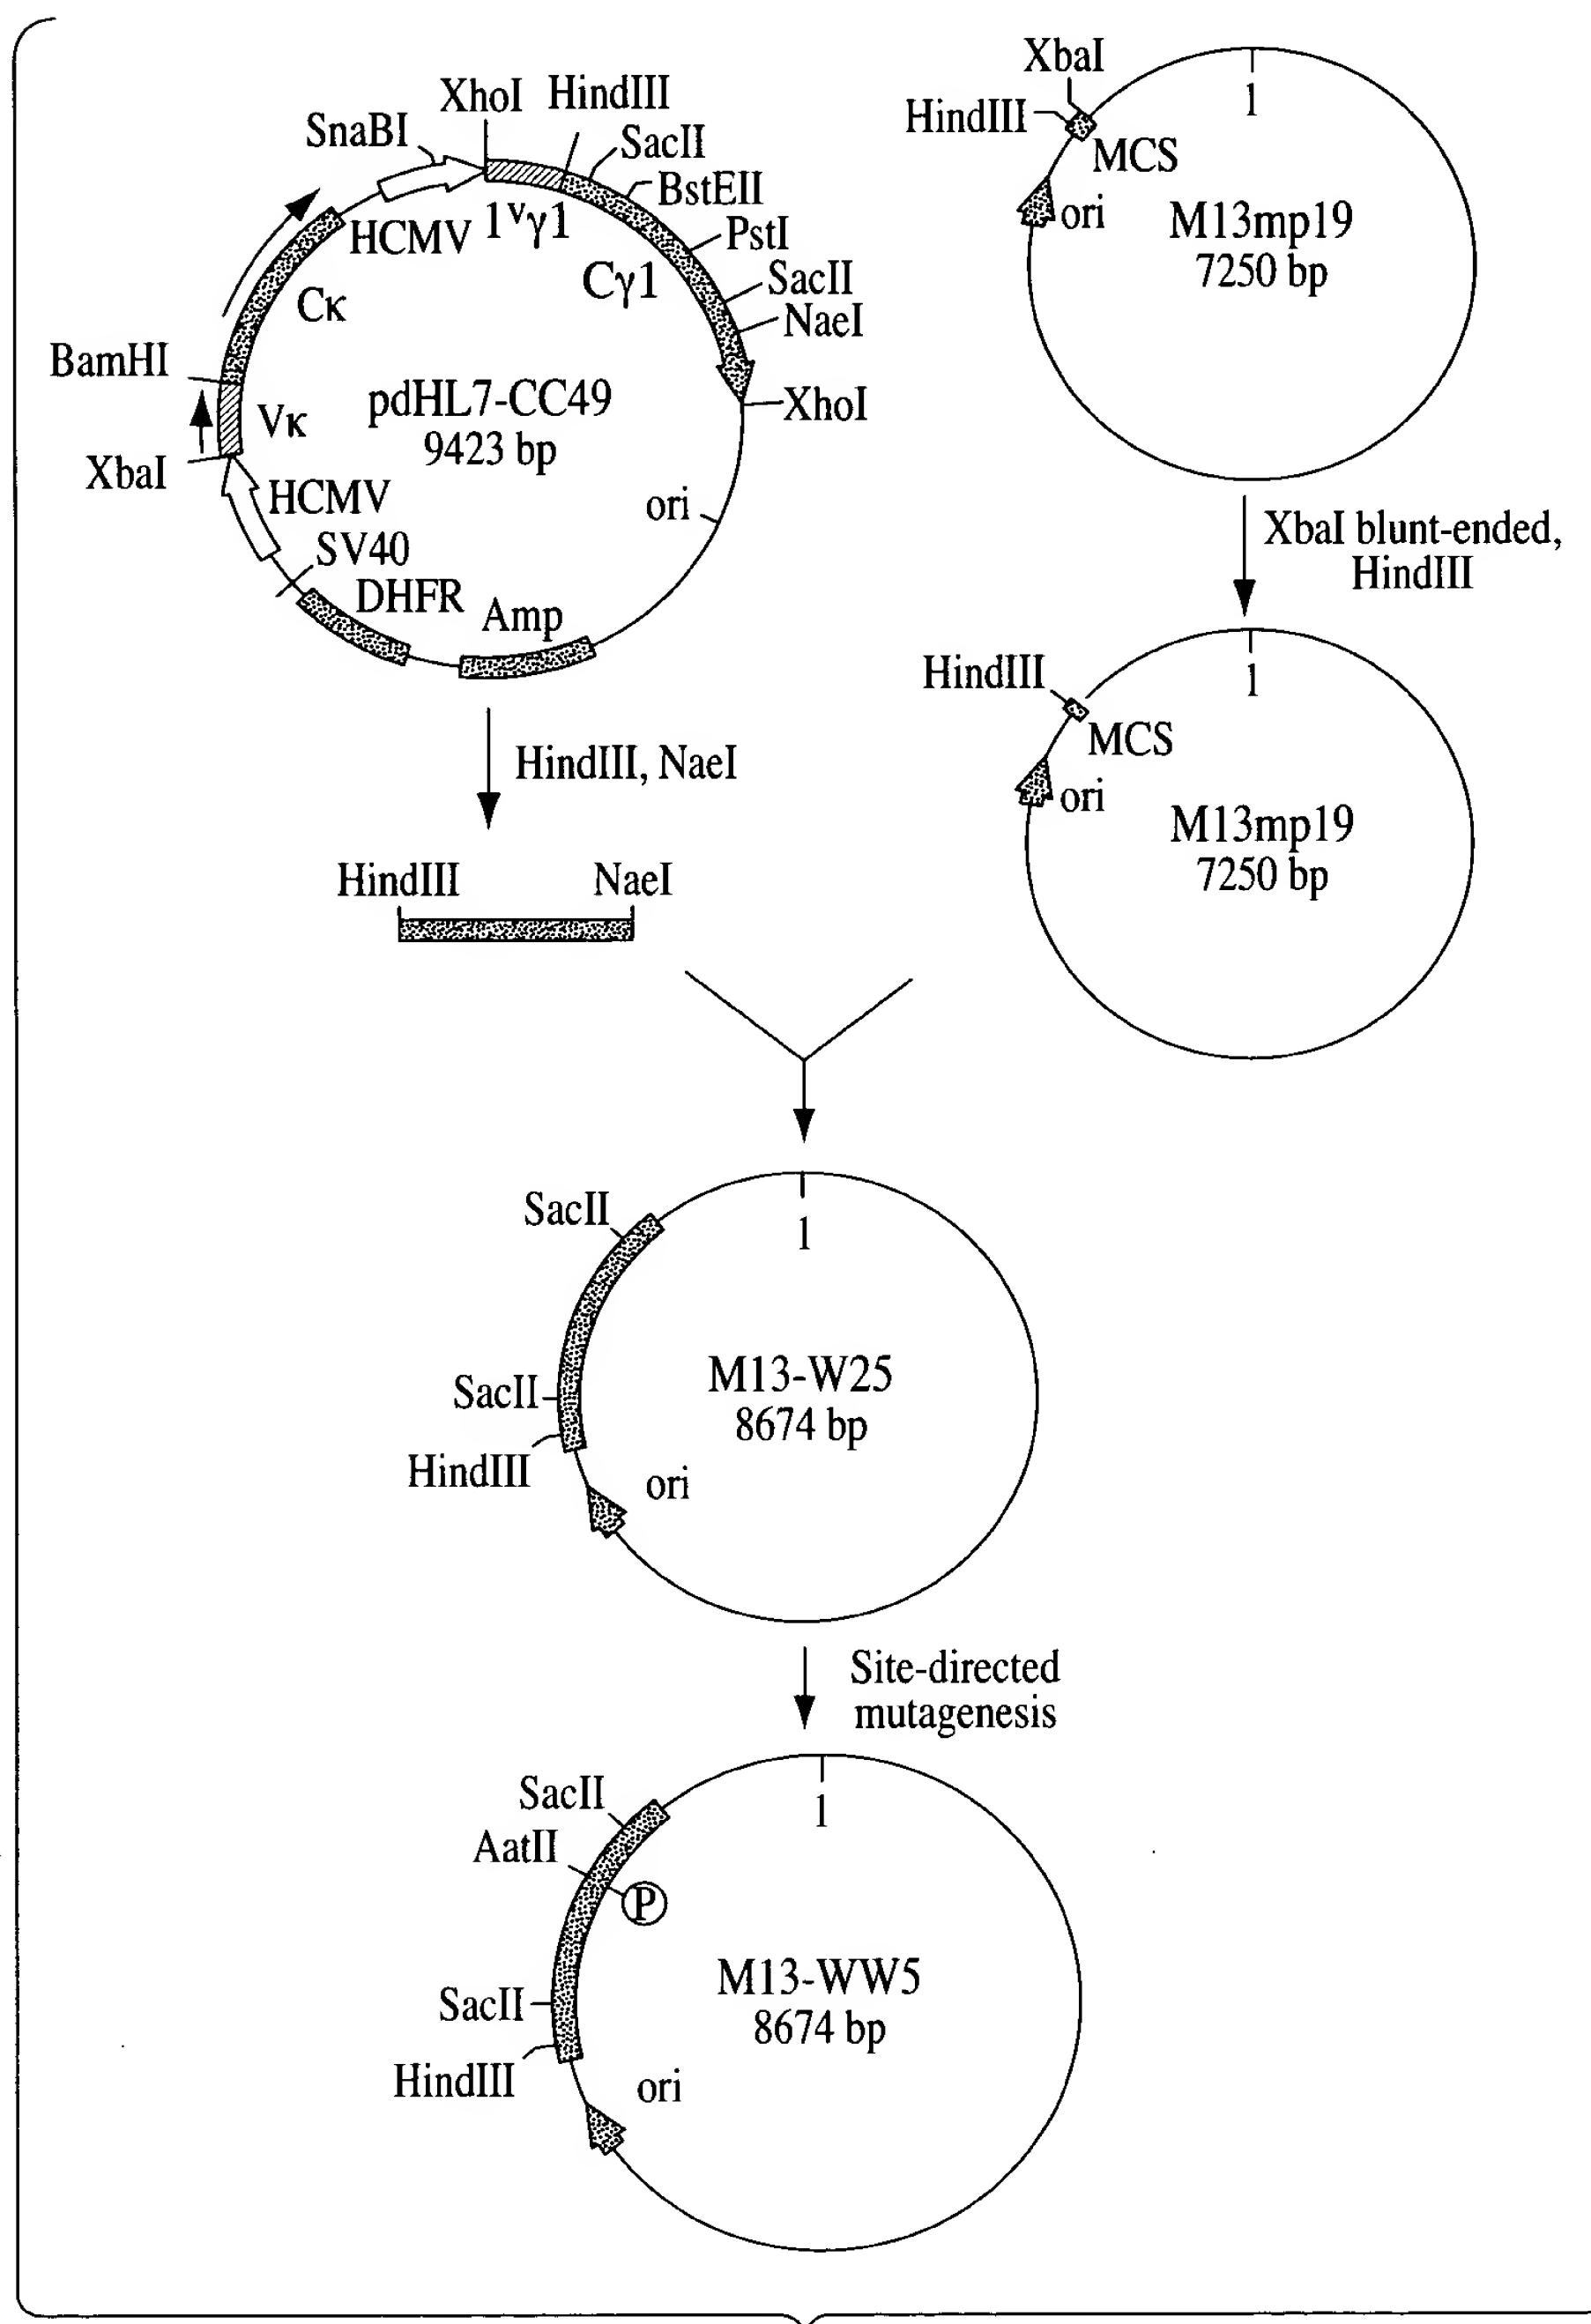 XhoI HindIII
SnaBI
SacII
BstEII
PstI
SacII
NaeI
XhoI
HCMV
1ᵛγ1
Cγ1
Cκ
BamHI
Vκ
XbaI
pdHL7-CC49
9423 bp
HCMV
SV40
DHFR
Amp
ori
XbaI
HindIII
MCS
ori
1
M13mp19
7250 bp
XbaI blunt-ended,
HindIII
HindIII
MCS
ori
1
M13mp19
7250 bp
HindIII, NaeI
HindIII NaeI
SacII
1
SacII
HindIII
ori
M13-W25
8674 bp
Site-directed
mutagenesis
SacII
AatII
P
1
SacII
HindIII
ori
M13-WW5
8674 bp